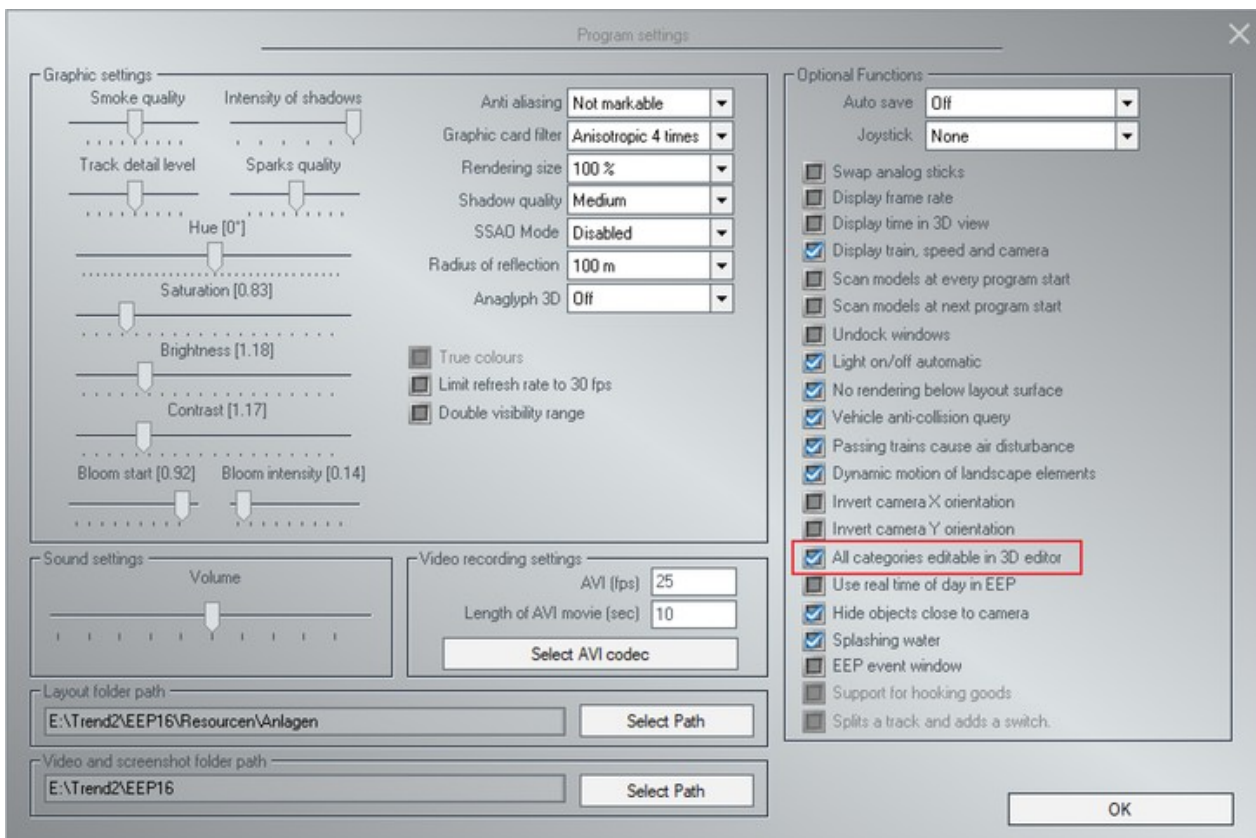 Program settings
Graphic settings
Smoke quality
Intensity of shadows
Track detail level
Sparks quality
Hue [0°]
Saturation [0.83]
Brightness [1.18]
Contrast [1.17]
Bloom start [0.92]
Bloom intensity [0.14]
Anti aliasing Not markable
Graphic card filter Anisotropic 4 times
Rendering size 100 %
Shadow quality Medium
SSAO Mode Disabled
Radius of reflection 100 m
Anaglyph 3D Off
True colours
Limit refresh rate to 30 fps
Double visibility range
Sound settings
Volume
Video recording settings
AVI (fps) 25
Length of AVI movie (sec) 10
Select AVI codec
Layout folder path
E:\Trend2\EEP16\Resourcen\Anlagen
Select Path
Video and screenshot folder path
E:\Trend2\EEP16
Select Path
Optional Functions
Auto save Off
Joystick None
Swap analog sticks
Display frame rate
Display time in 3D view
Display train, speed and camera
Scan models at every program start
Scan models at next program start
Undock windows
Light on/off automatic
No rendering below layout surface
Vehicle anti-collision query
Passing trains cause air disturbance
Dynamic motion of landscape elements
Invert camera X orientation
Invert camera Y orientation
All categories editable in 3D editor
Use real time of day in EEP
Hide objects close to camera
Splashing water
EEP event window
Support for hooking goods
Splits a track and adds a switch.
OK